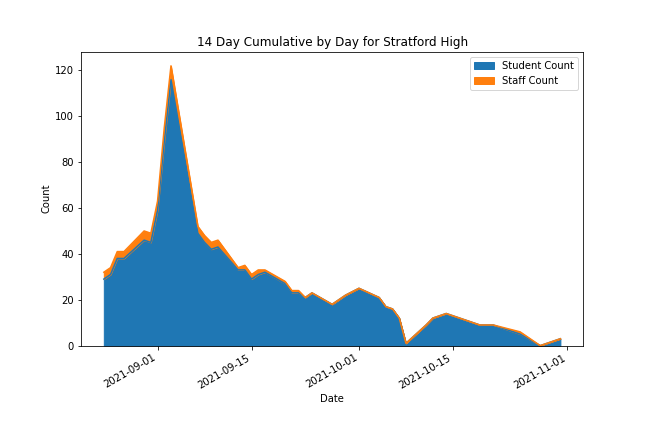 14 Day Cumulative by Day for Stratford High
Student Count
Staff Count
120
100
80
60
40
20
0
Count
2021-09-01
2021-09-15
2021-10-01
2021-10-15
2021-11-01
Date